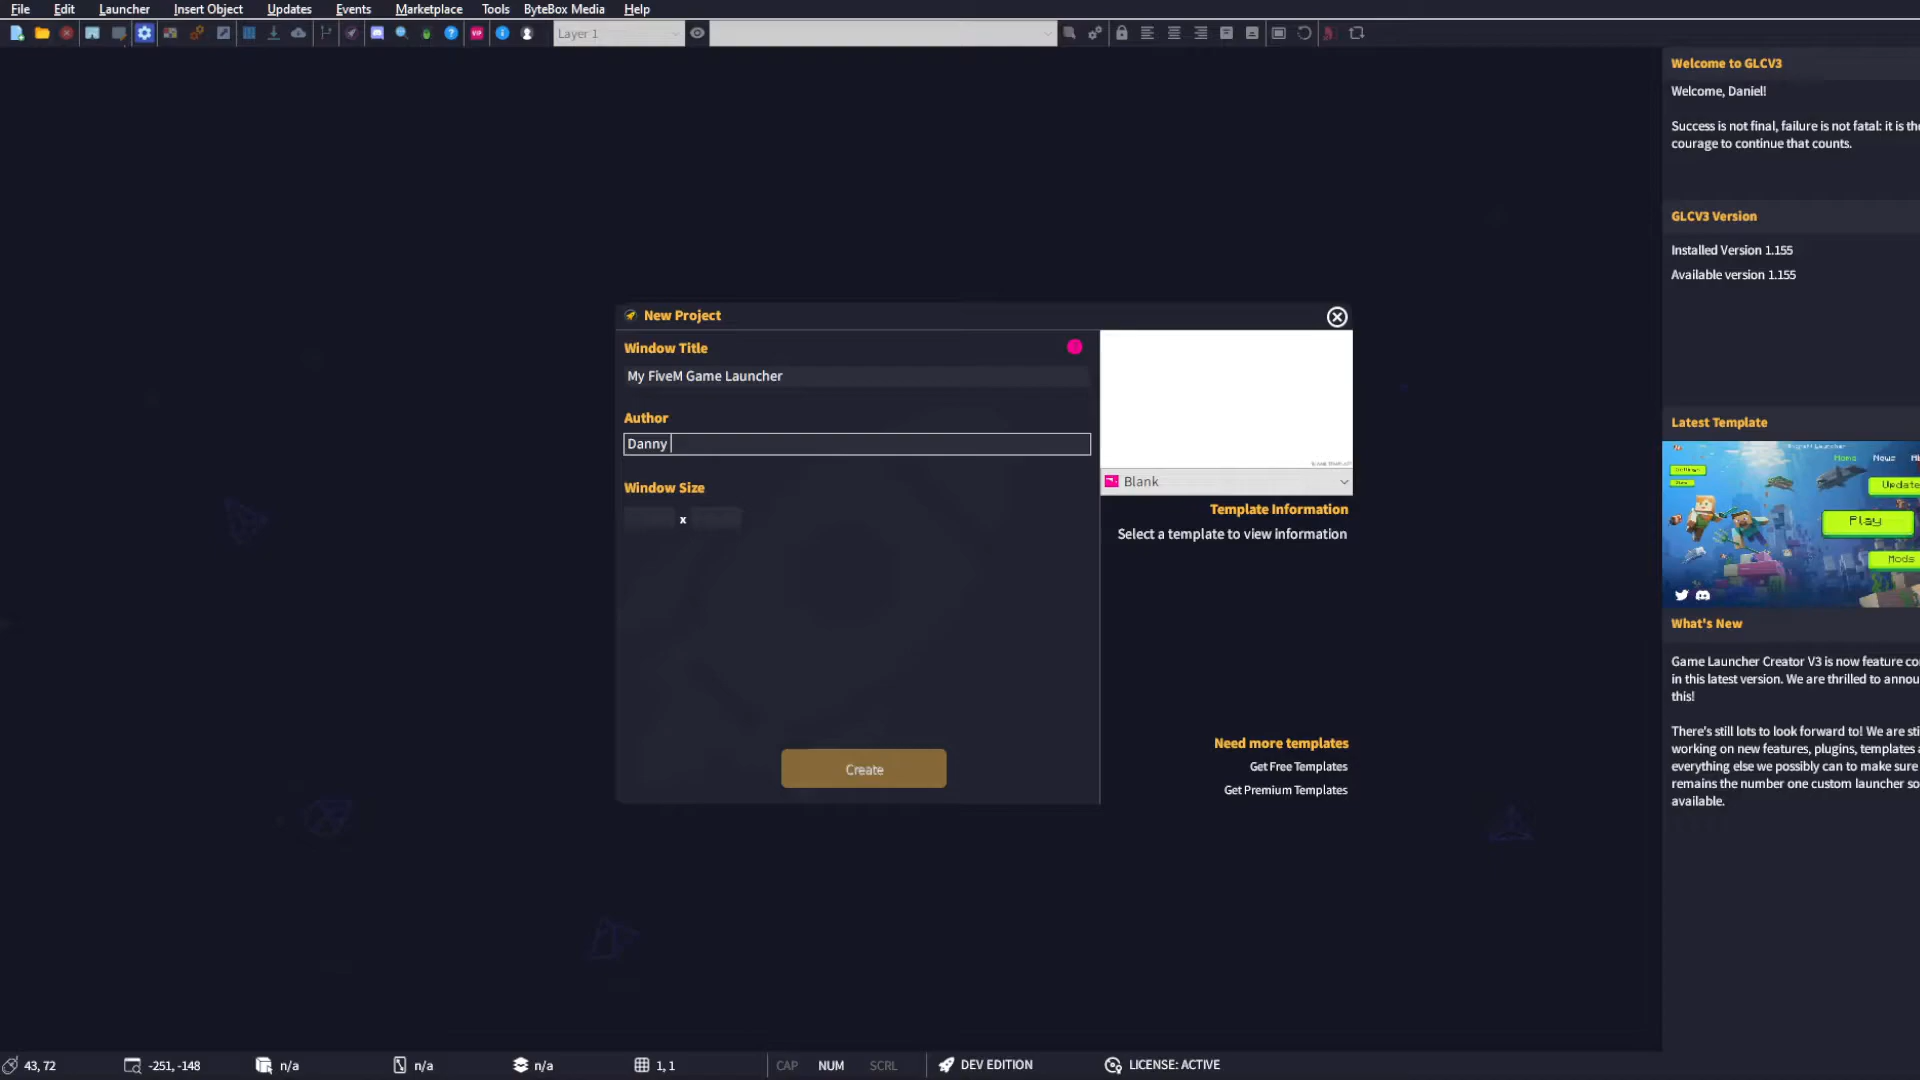 File Edit Launcher Insert Object Updates Events Marketplace Tools ByteBox Media Help
Layer 1
Welcome to GLCV3
Welcome, Daniel!
Success is not final, failure is not fatal: it is the
courage to continue that counts.
GLCV3 Version
Installed Version 1.155
Available version 1.155
New Project
Window Title
My FiveM Game Launcher
Author
Danny
Window Size
x
Create
Blank
Template Information
Select a template to view information
Need more templates
Get Free Templates
Get Premium Templates
Latest Template
Home News
Update
Play
Mods
What's New
Game Launcher Creator V3 is now feature co
in this latest version. We are thrilled to annou
this!
There's still lots to look forward to! We are sti
working on new features, plugins, templates a
everything else we possibly can to make sure
remains the number one custom launcher so
available.
43, 72 -251, -148 n/a n/a n/a 1, 1 CAP NUM SCRL DEV EDITION LICENSE: ACTIVE